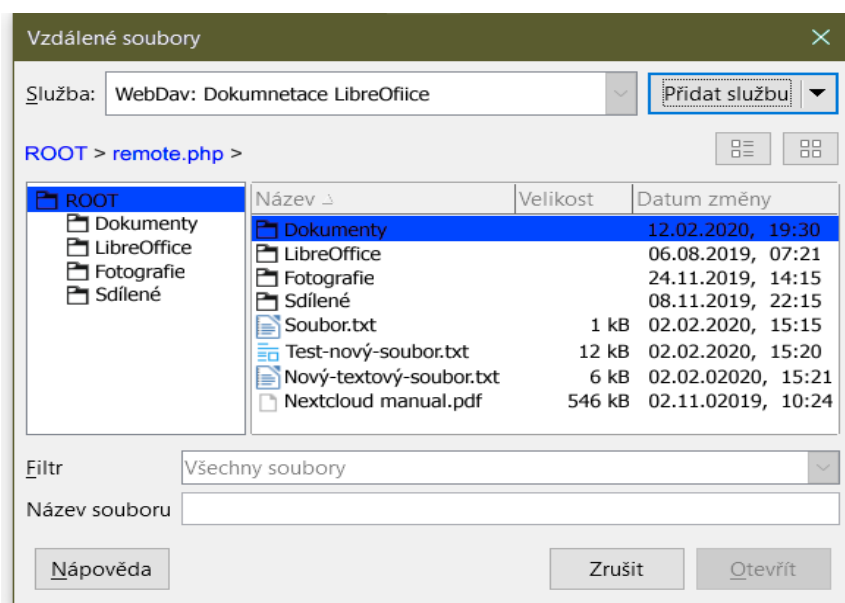 Vzdálené soubory
Služba: WebDav: Dokumnetace LibreOfiice Přidat službu
ROOT > remote.php >
ROOT
Dokumenty
LibreOffice
Fotografie
Sdílené
Název Velikost Datum změny
Dokumenty 12.02.2020, 19:30
LibreOffice 06.08.2019, 07:21
Fotografie 24.11.2019, 14:15
Sdílené 08.11.2019, 22:15
Soubor.txt 1 kB 02.02.2020, 15:15
Test-nový-soubor.txt 12 kB 02.02.2020, 15:20
Nový-textový-soubor.txt 6 kB 02.02.02020, 15:21
Nextcloud manual.pdf 546 kB 02.11.02019, 10:24
Filtr Všechny soubory
Název souboru
Nápověda Zrušit Otevřít